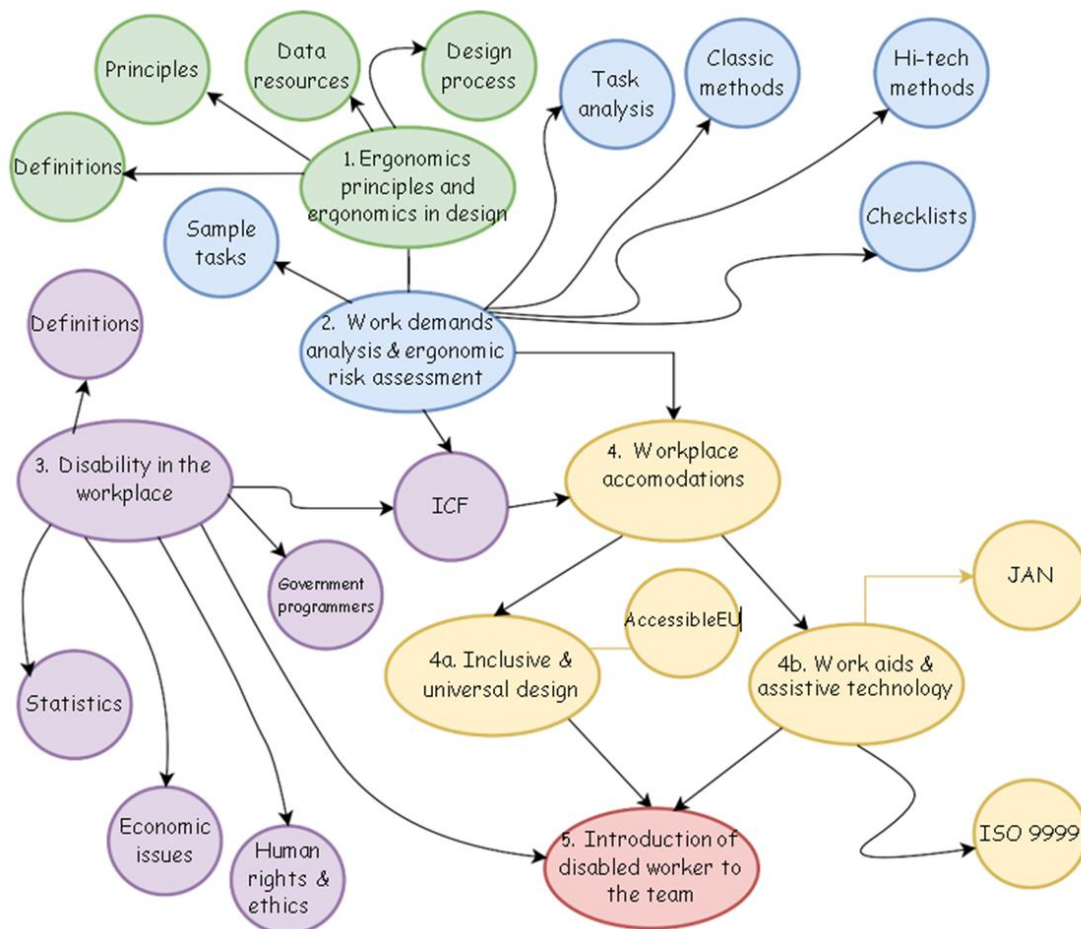 Principles
Data
resources
Design
process
Task
analysis
Classic
methods
Hi-tech
methods
Definitions
1. Ergonomics
principles and
ergonomics in design
Checklists
Sample
tasks
Definitions
2. Work demands
analysis & ergonomic
risk assessment
3. Disability in the
workplace
ICF
4. Workplace
accomodations
Government
programmers
JAN
AccessibleEU
4a. Inclusive &
universal design
4b. Work aids &
assistive technology
Statistics
Economic
issues
Human
rights &
ethics
5. Introduction of
disabled worker to
the team
ISO 9999